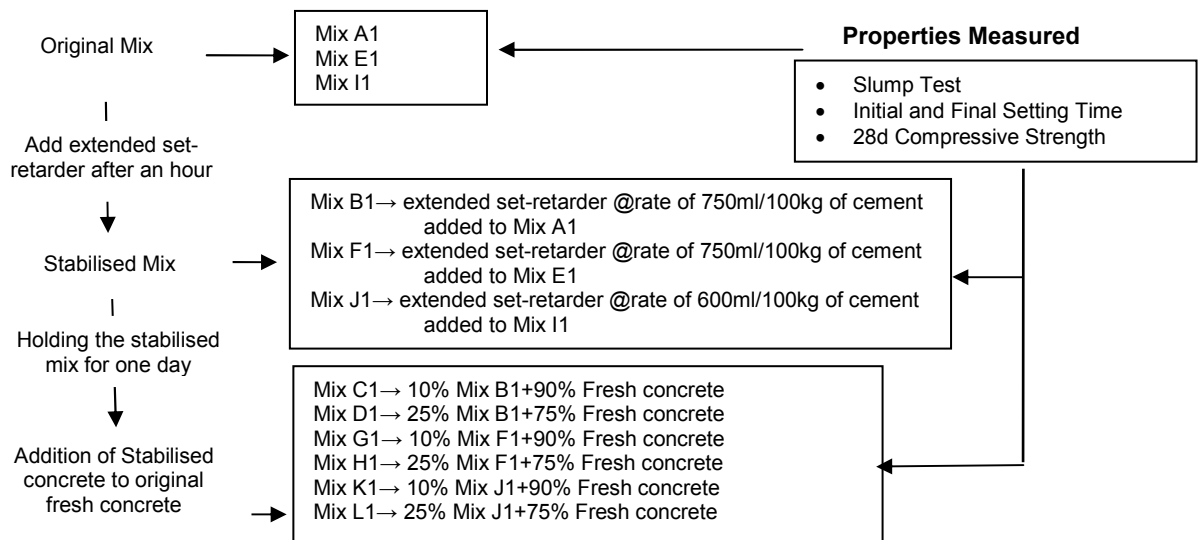 Original Mix
Mix A1
Mix E1
Mix I1
Properties Measured
• Slump Test
• Initial and Final Setting Time
• 28d Compressive Strength
Add extended set-
retarder after an hour
Stabilised Mix
Mix B1→ extended set-retarder @rate of 750ml/100kg of cement
added to Mix A1
Mix F1→ extended set-retarder @rate of 750ml/100kg of cement
added to Mix E1
Mix J1→ extended set-retarder @rate of 600ml/100kg of cement
added to Mix I1
Holding the stabilised
mix for one day
Addition of Stabilised
concrete to original
fresh concrete
Mix C1→ 10% Mix B1+90% Fresh concrete
Mix D1→ 25% Mix B1+75% Fresh concrete
Mix G1→ 10% Mix F1+90% Fresh concrete
Mix H1→ 25% Mix F1+75% Fresh concrete
Mix K1→ 10% Mix J1+90% Fresh concrete
Mix L1→ 25% Mix J1+75% Fresh concrete